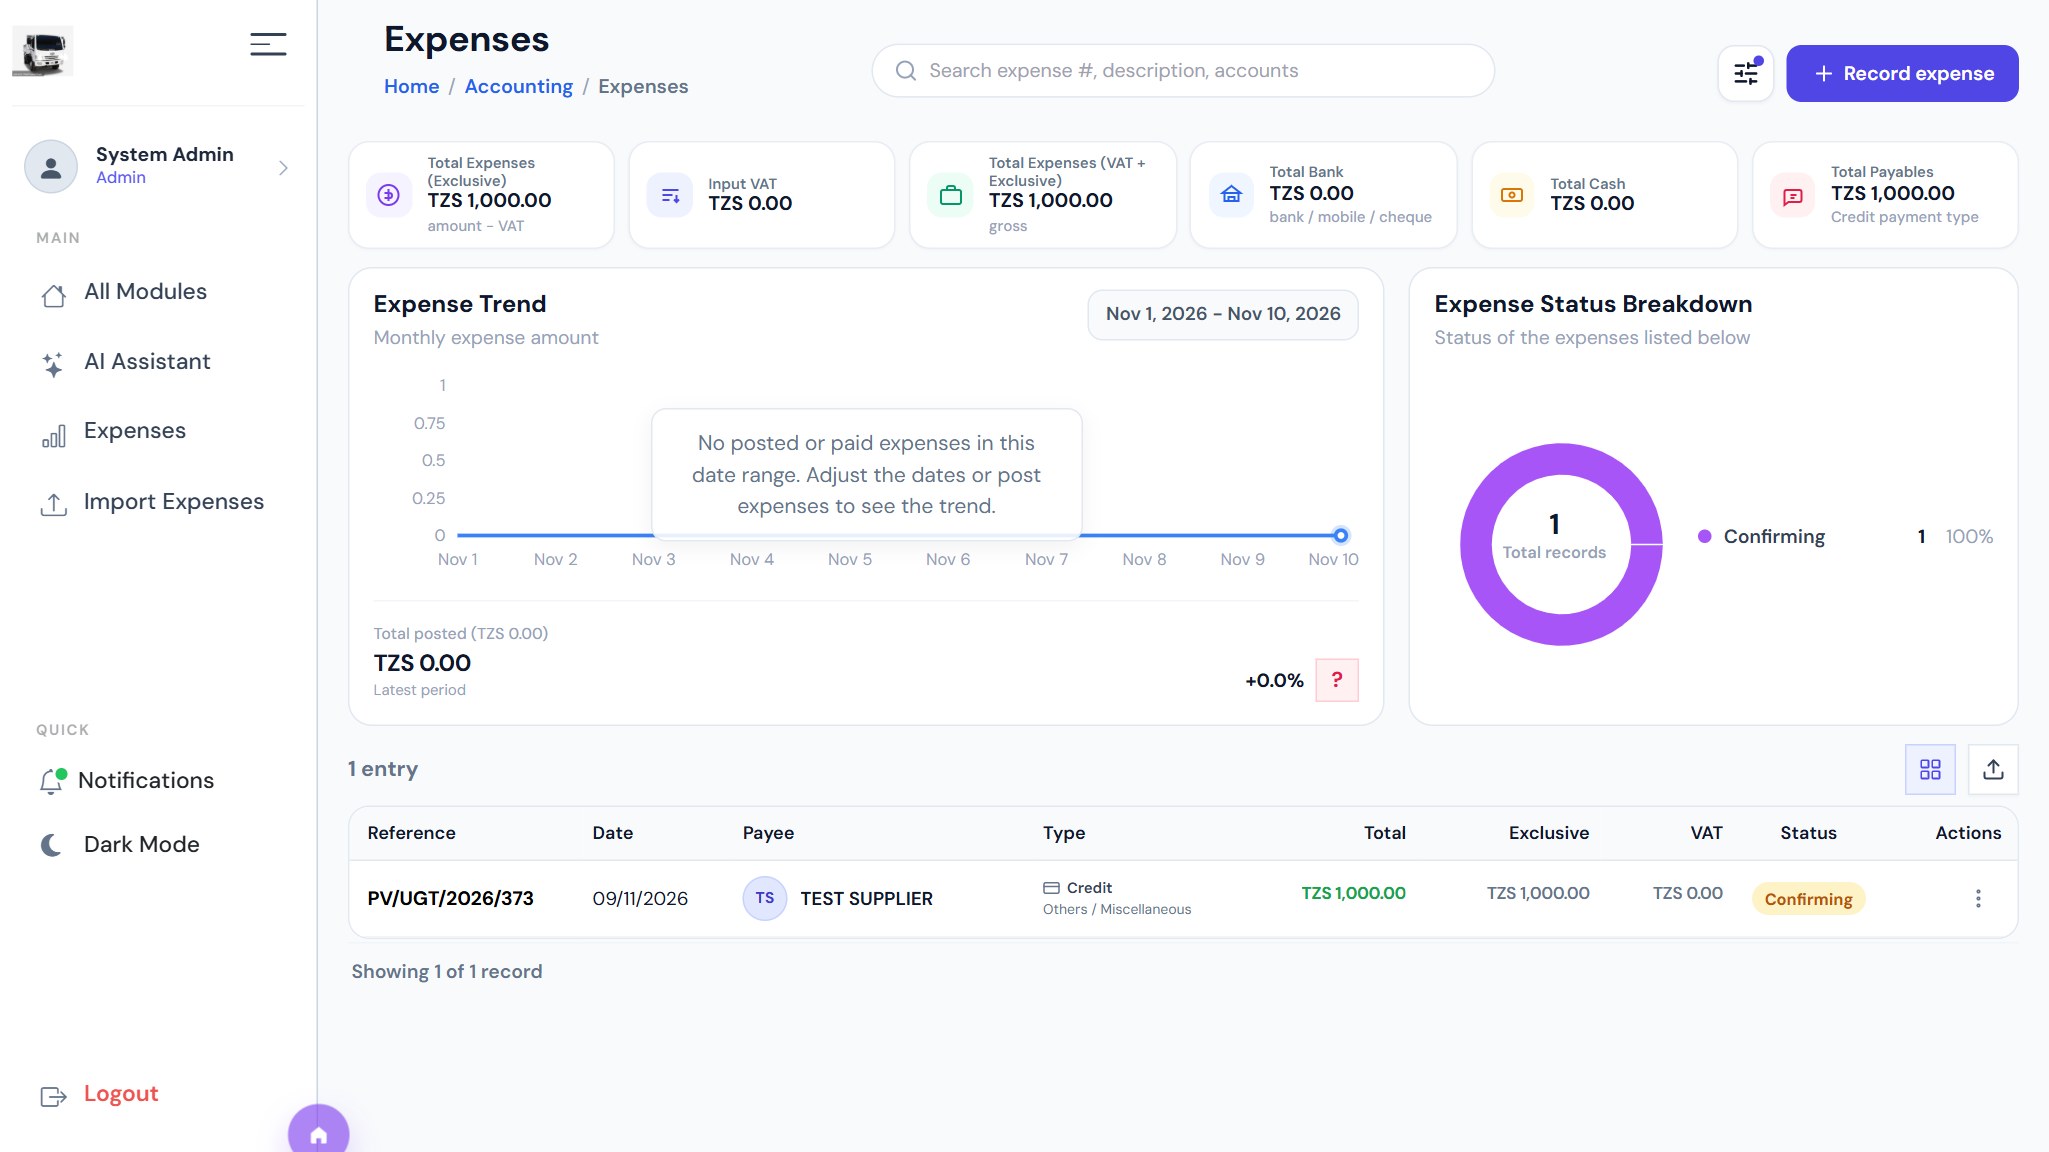 Expenses
Home / Accounting / Expenses
Search expense #, description, accounts
+ Record expense
System Admin
Admin
MAIN
All Modules
AI Assistant
Expenses
Import Expenses
QUICK
Notifications
Dark Mode
Logout
Total Expenses
(Exclusive)
TZS 1,000.00
amount - VAT
Input VAT
TZS 0.00
Total Expenses (VAT +
Exclusive)
TZS 1,000.00
gross
Total Bank
TZS 0.00
bank / mobile / cheque
Total Cash
TZS 0.00
Total Payables
TZS 1,000.00
Credit payment type
Expense Trend
Monthly expense amount
Nov 1, 2026 - Nov 10, 2026
1
0.75
0.5
0.25
0
No posted or paid expenses in this
date range. Adjust the dates or post
expenses to see the trend.
Nov 1 Nov 2 Nov 3 Nov 4 Nov 5 Nov 6 Nov 7 Nov 8 Nov 9 Nov 10
Total posted (TZS 0.00)
TZS 0.00
Latest period
+0.0% ?
Expense Status Breakdown
Status of the expenses listed below
1
Total records
Confirming 1 100%
1 entry
Reference Date Payee Type Total Exclusive VAT Status Actions
PV/UGT/2026/373 09/11/2026 TS TEST SUPPLIER Credit TZS 1,000.00 TZS 1,000.00 TZS 0.00 Confirming
Others / Miscellaneous
Showing 1 of 1 record